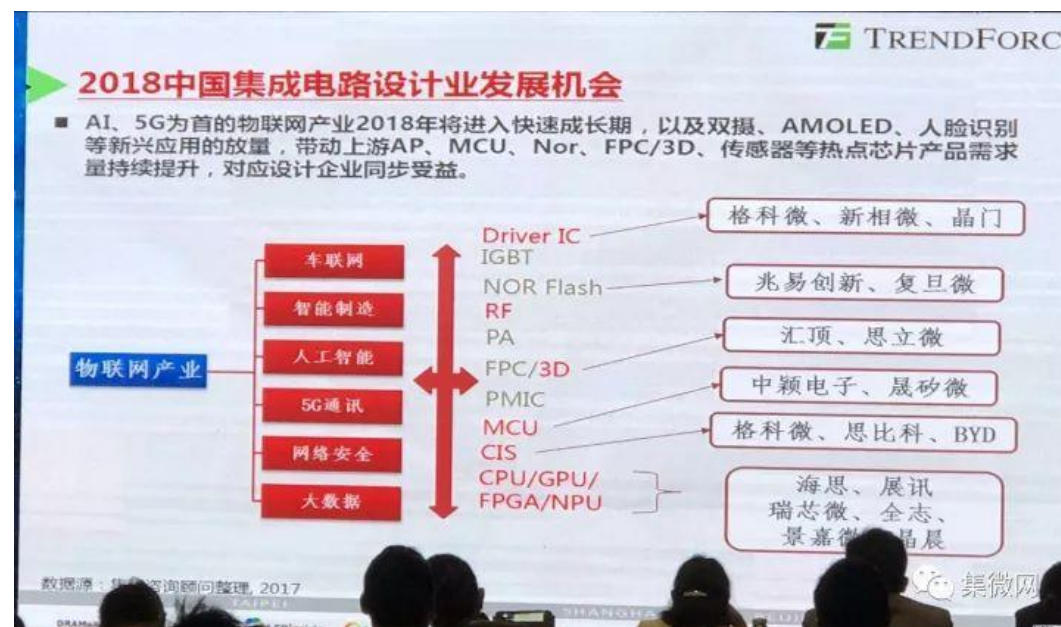 TRENDFORC
2018中国集成电路设计业发展机会
■ AI、5G为首的物联网产业2018年将进入快速成长期，以及双摄、AMOLED、人脸识别
等新兴应用的放量，带动上游AP、MCU、Nor、FPC/3D、传感器等热点芯片产品需求
量持续提升，对应设计企业同步受益。
物联网产业
车联网
智能制造
人工智能
5G通讯
网络安全
大数据
Driver IC
IGBT
NOR Flash
RF
PA
FPC/3D
PMIC
MCU
CIS
CPU/GPU/
FPGA/NPU
格科微、新相微、晶门
兆易创新、复旦微
汇顶、思立微
中颖电子、晟矽微
格科微、思比科、BYD
海思、展讯
瑞芯微、全志、
景嘉 晶晨
数据源：集 咨询顾问整理, 2017
TAIPEI
SHANGHA
集微网